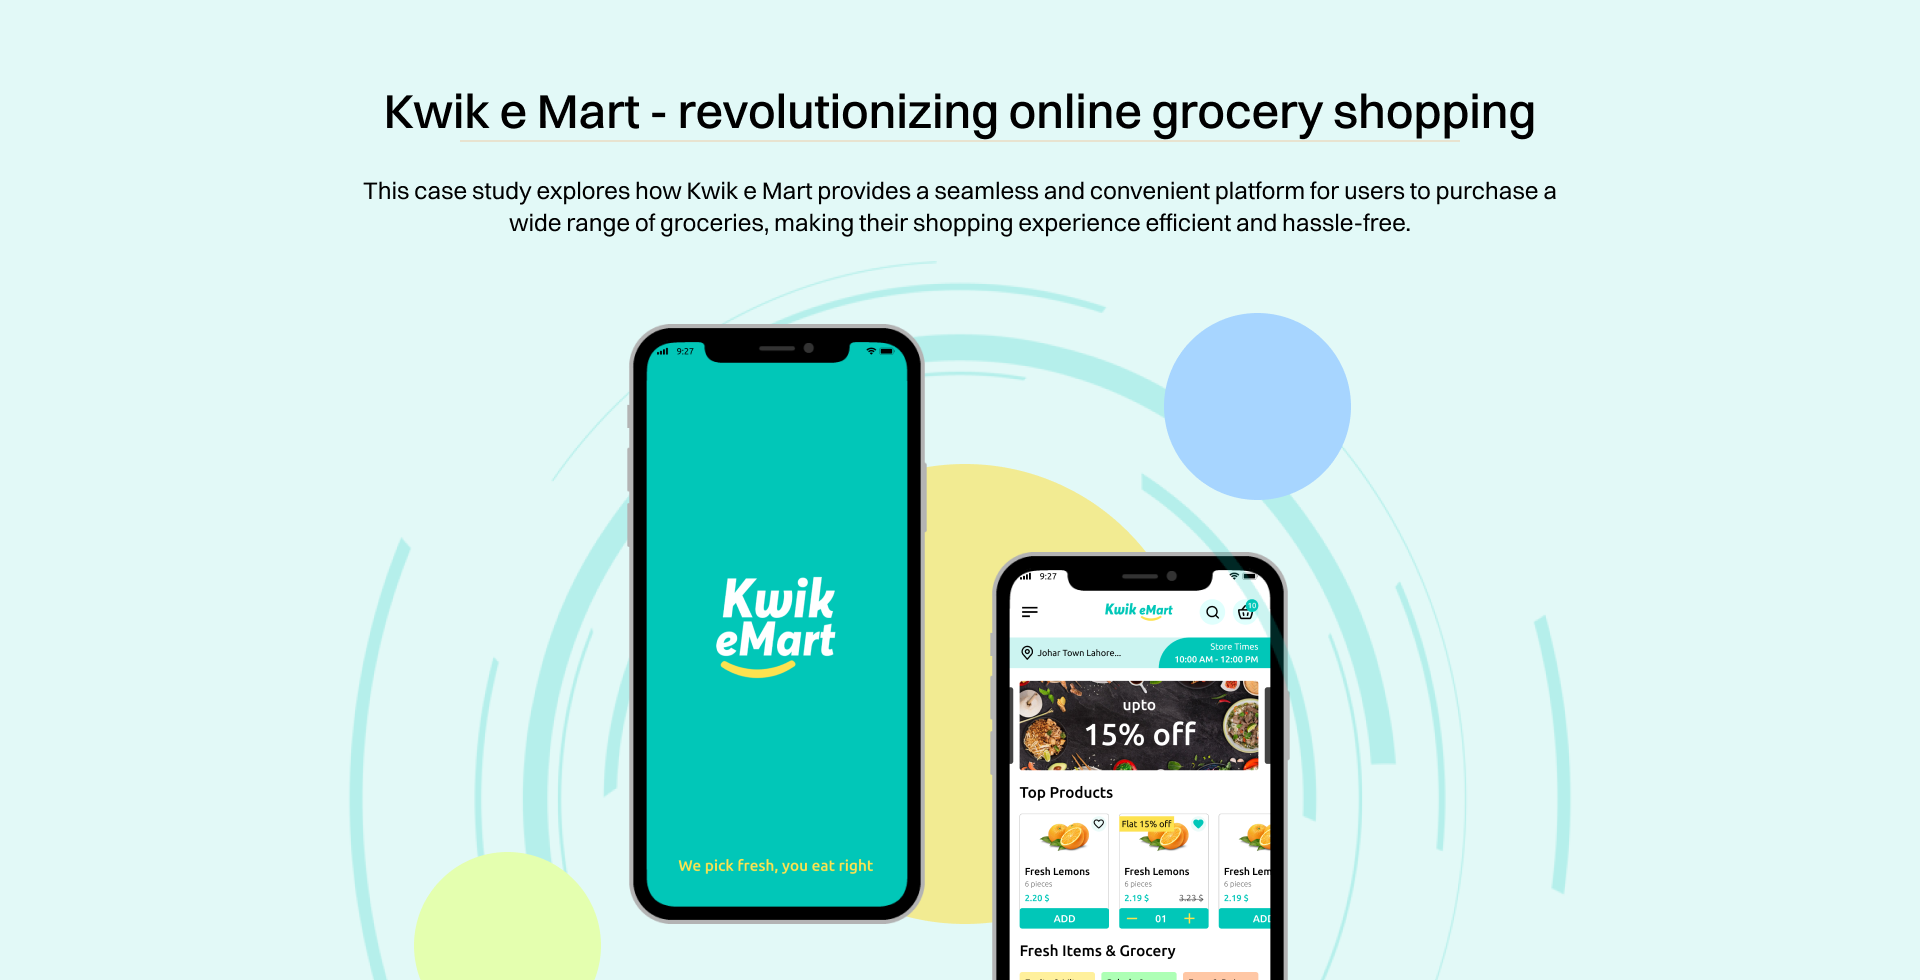 Kwik e Mart - revolutionizing online grocery shopping
This case study explores how Kwik e Mart provides a seamless and convenient platform for users to purchase a
wide range of groceries, making their shopping experience efficient and hassle-free.
9:27
Kwik
eMart
We pick fresh, you eat right
9:27
Kwik eMart
10
Johar Town Lahore...
Store Times
10:00 AM - 12:00 PM
upto
15% off
Top Products
Flat 15% off
Fresh Lemons Fresh Lemons Fresh Lem
6 pieces 6 pieces 6 pieces
2.20 $ 2.19 $ 3.23 $ 2.19 $
ADD 01 ADD
Fresh Items & Grocery